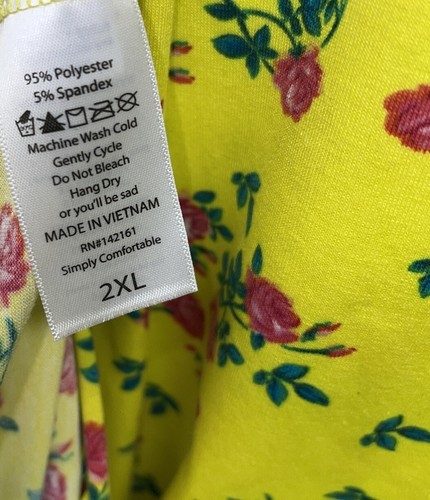 95% Polyester
5% Spandex
Machine Wash Cold
Gently Cycle
Do Not Bleach
Hang Dry
or you'll be sad
MADE IN VIETNAM
RN#142161
Simply Comfortable
2XL